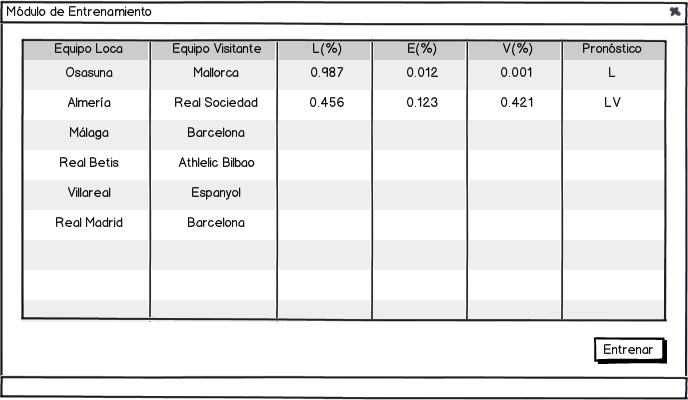 Módulo de Entrenamiento
Equipo Loca Equipo Visitante L(%) E(%) V(%) Pronóstico
Osasuna Mallorca 0.987 0.012 0.001 L
Almería Real Sociedad 0.456 0.123 0.421 LV
Málaga Barcelona
Real Betis Athlelic Bilbao
Villareal Espanyol
Real Madrid Barcelona
Entrenar